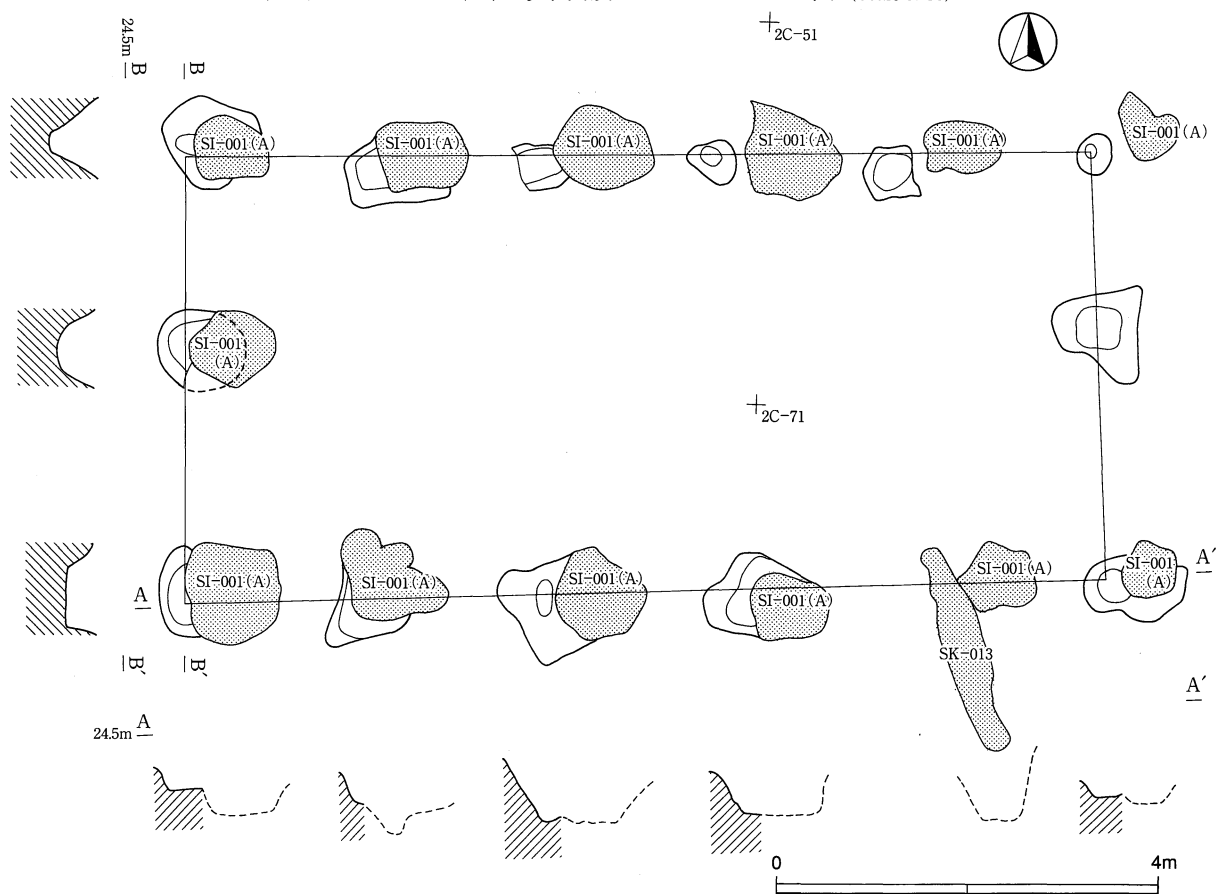 2C-51
24.5m B
B
SI-001(A)
SI-001(A)
SI-001(A)
SI-001(A)
SI-001(A)
SI-001(A)
SI-001
(A)
2C-71
A
SI-001(A)
SI-001(A)
SI-001(A)
SI-001(A)
SI-001(A)
SI-001
(A)
A′
SK-013
B′
B′
A′
24.5m A
0
4m